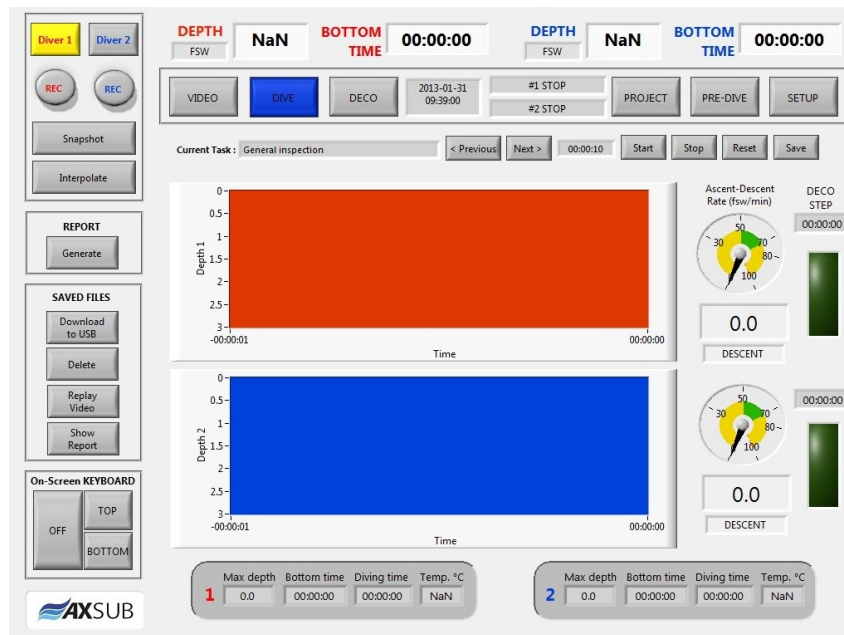 Diver 1 Diver 2
REC REC
Snapshot
Interpolate
REPORT
Generate
SAVED FILES
Download
to USB
Delete
Replay
Video
Show
Report
On-Screen KEYBOARD
OFF
TOP
BOTTOM
AXSUB
DEPTH
FSW
NaN
BOTTOM
TIME
00:00:00
DEPTH
FSW
NaN
BOTTOM
TIME
00:00:00
VIDEO
DIVE
DECO
2013-01-31
09:39:00
#1 STOP
#2 STOP
PROJECT
PRE-DIVE
SETUP
Current Task : General inspection < Previous Next > 00:00:10 Start Stop Reset Save
Depth 1
0
0.5
1
1.5
2
2.5
3
-00:00:01 00:00:00
Time
Ascent-Descent
Rate (fsw/min)
30 50 70 80 100
0.0
DESCENT
DECO
STEP
00:00:00
Depth 2
0
0.5
1
1.5
2
2.5
3
-00:00:01 00:00:00
Time
30 50 70 80 100
0.0
DESCENT
00:00:00
1
Max depth Bottom time Diving time Temp. °C
0.0 00:00:00 00:00:00 NaN
2
Max depth Bottom time Diving time Temp. °C
0.0 00:00:00 00:00:00 NaN